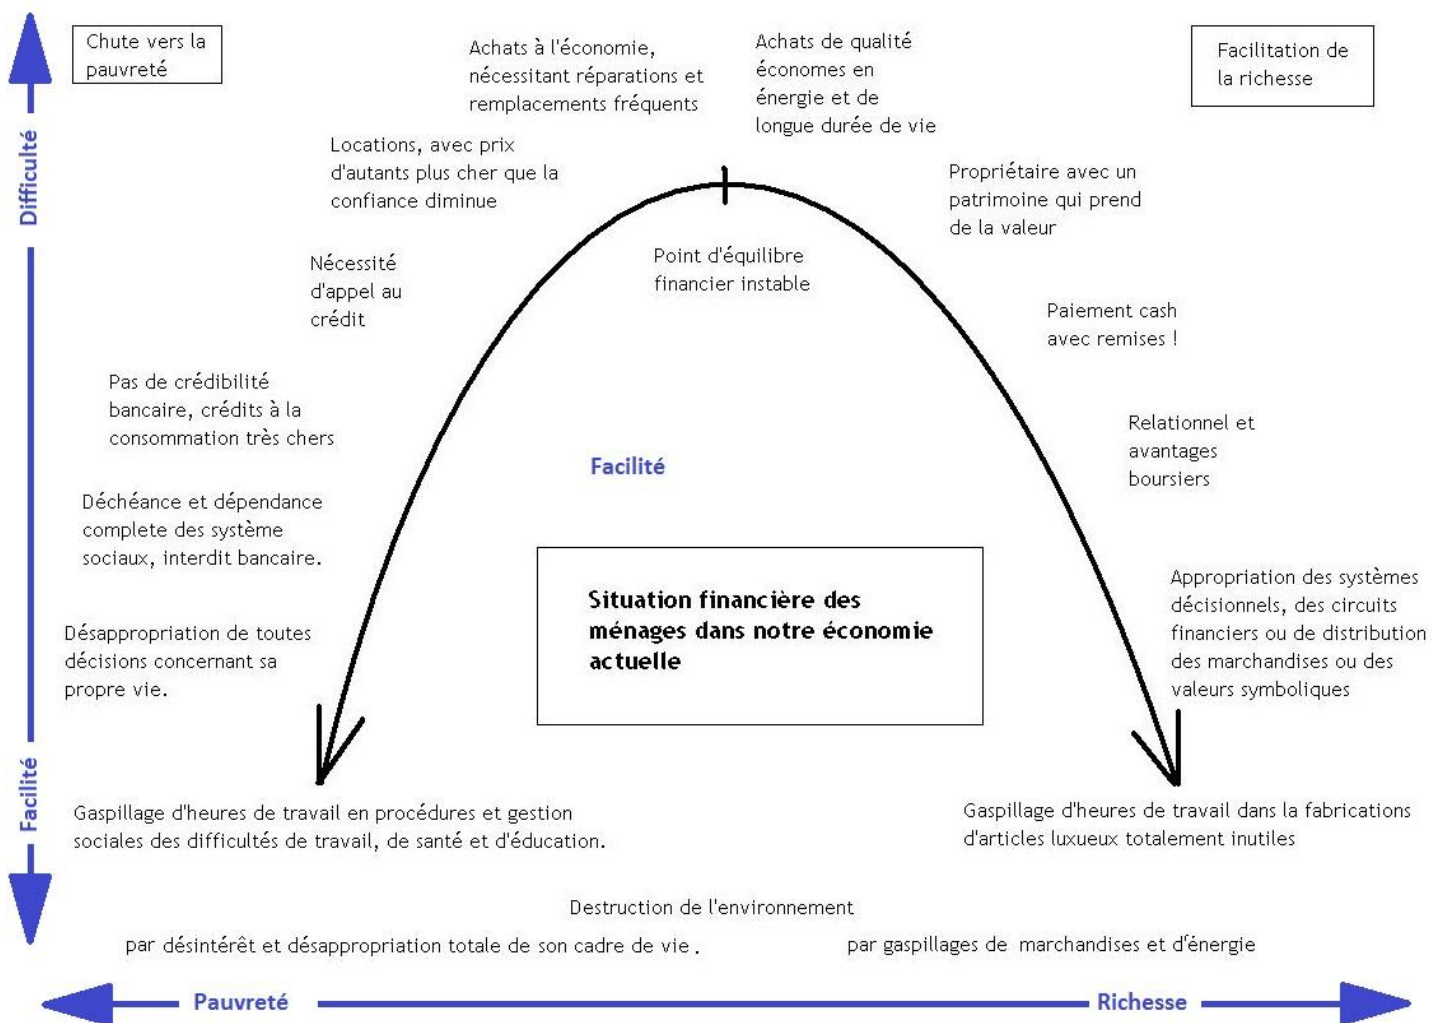 Chute vers la
pauvreté
Achats à l'économie,
nécessitant réparations et
remplacements fréquents
Achats de qualité
économes en
énergie et de
longue durée de vie
Facilitation de
la richesse
Difficulté
Locations, avec prix
d'autants plus cher que la
confiance diminue
Propriétaire avec un
patrimoine qui prend
de la valeur
Nécessité
d'appel au
crédit
Point d'équilibre
financier instable
Paiement cash
avec remises !
Pas de crédibilité
bancaire, crédits à la
consommation très chers
Relationnel et
avantages
boursiers
Facilité
Déchéance et dépendance
complete des système
sociaux, interdit bancaire.
Situation financière des
ménages dans notre économie
actuelle
Appropriation des systèmes
décisionnels, des circuits
financiers ou de distribution
des marchandises ou des
valeurs symboliques
Désappropriation de toutes
décisions concernant sa
propre vie.
Facilité
Gaspillage d'heures de travail en procédures et gestion
sociales des difficultés de travail, de santé et d'éducation.
Gaspillage d'heures de travail dans la fabrications
d'articles luxueux totalement inutiles
Destruction de l'environnement
par désintérêt et désappropriation totale de son cadre de vie.
par gaspillages de marchandises et d'énergie
Pauvreté
Richesse